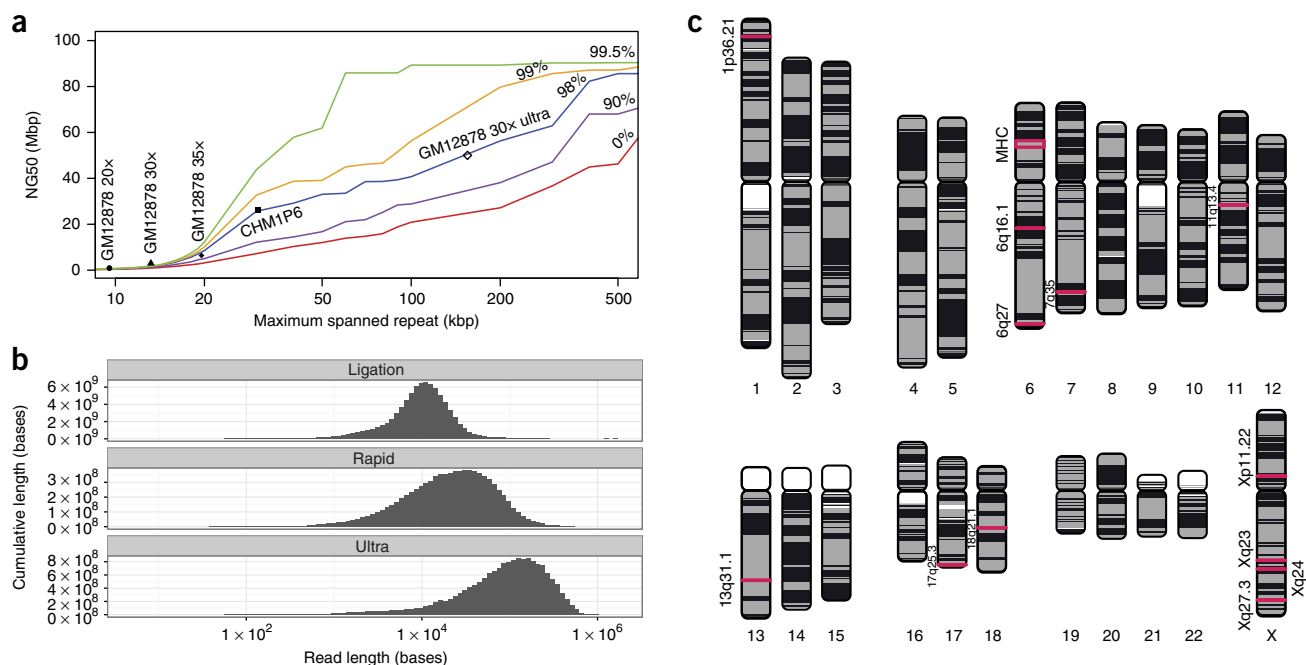 a
100
80
60
40
20
0
NG50 (Mbp)
GM12878 20×
GM12878 30×
GM12878 35×
CHM1P6
GM12878 30× ultra
99.5%
99%
98%
90%
0%
10
20
50
100
200
500
Maximum spanned repeat (kbp)
b
Cumulative length (bases)
Ligation
6 × 10⁹
4 × 10⁹
2 × 10⁹
0 × 10⁹
Rapid
3 × 10⁸
2 × 10⁸
1 × 10⁸
0 × 10⁸
Ultra
8 × 10⁸
6 × 10⁸
4 × 10⁸
2 × 10⁸
0 × 10⁸
1 × 10²
1 × 10⁴
1 × 10⁶
Read length (bases)
c
1p36.21
MHC
6q16.1
6q27
7q35
11q13.4
1
2
3
4
5
6
7
8
9
10
11
12
13q31.1
17q25.3
18q21.1
Xp11.22
Xq23
Xq24
Xq27.3
13
14
15
16
17
18
19
20
21
22
X